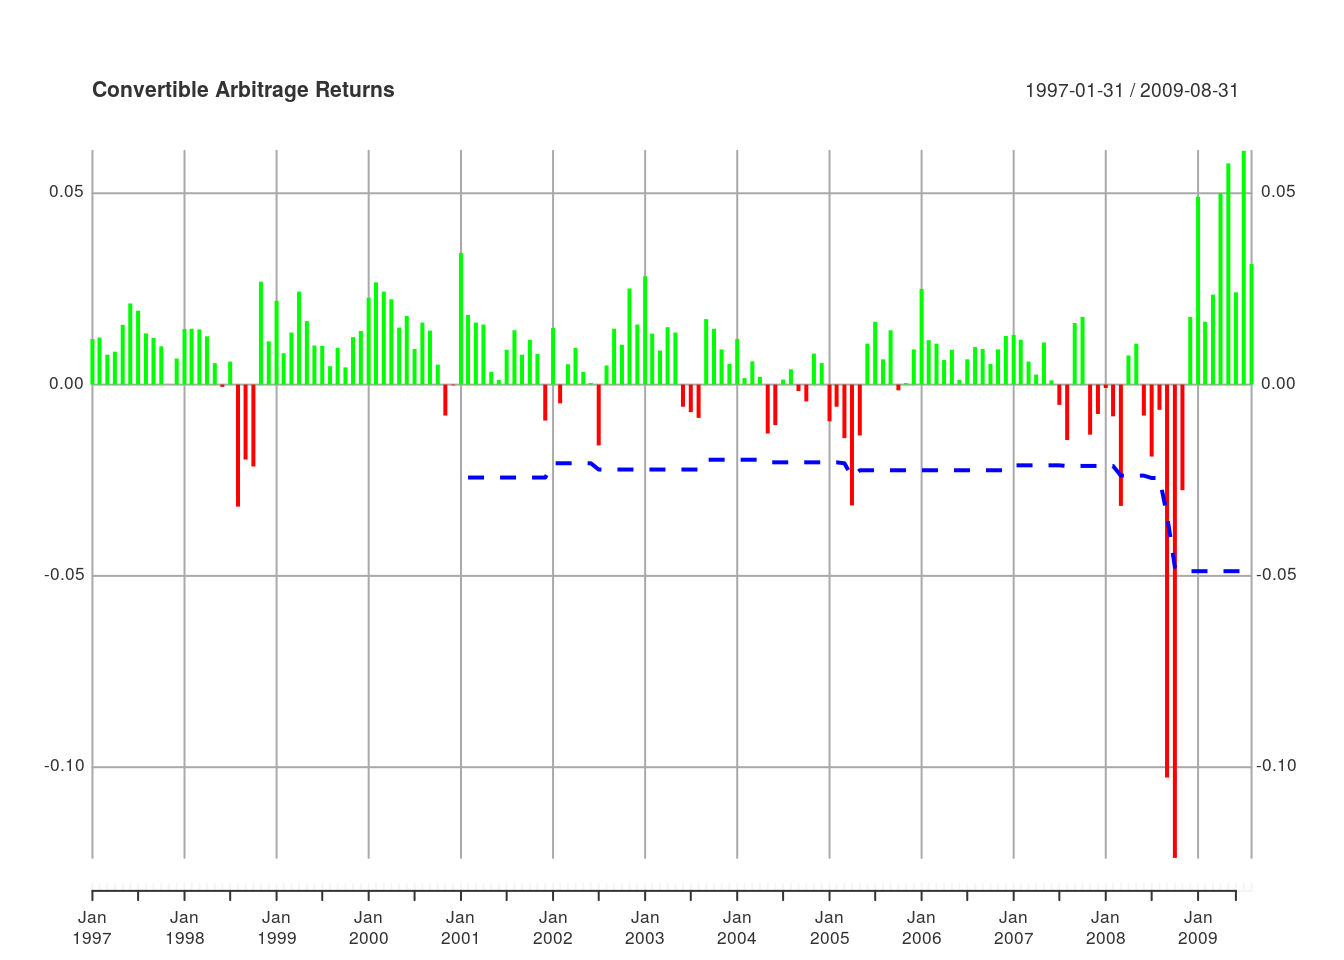 Convertible Arbitrage Returns
1997-01-31 / 2009-08-31
0.05 0.05
0.00 0.00
-0.05 -0.05
-0.10 -0.10
Jan Jan Jan Jan Jan Jan Jan Jan Jan Jan Jan Jan Jan
1997 1998 1999 2000 2001 2002 2003 2004 2005 2006 2007 2008 2009